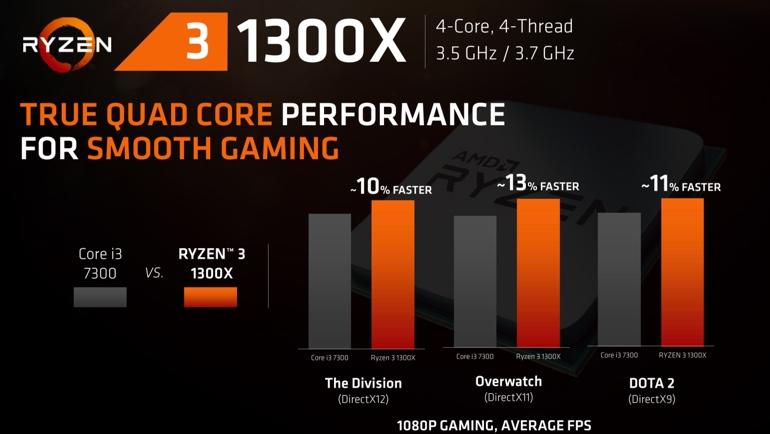 RYZEN 3 1300X
4-Core, 4-Thread
3.5 GHz / 3.7 GHz
TRUE QUAD CORE PERFORMANCE
FOR SMOOTH GAMING
AMD
RYZEN
~10% FASTER
~13% FASTER
~11% FASTER
Core i3
7300
VS.
RYZEN™ 3
1300X
Core i3 7300
Ryzen 3 1300X
Core i3 7300
Ryzen 3 1300X
Core i3 7300
RYZEN 3 1300X
The Division
(DirectX12)
Overwatch
(DirectX11)
DOTA 2
(DirectX9)
1080P GAMING, AVERAGE FPS